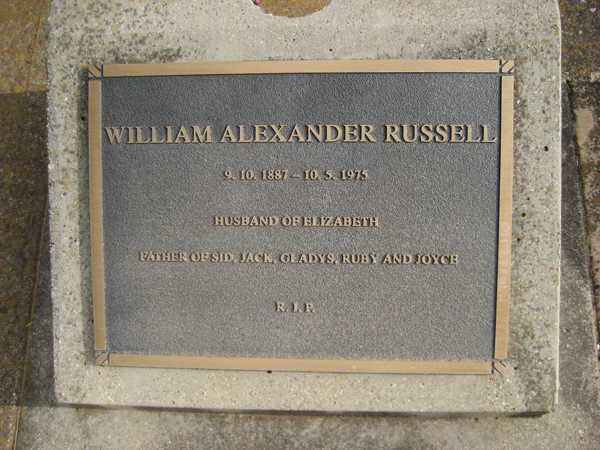 WILLIAM ALEXANDER RUSSELL
9. 10. 1887 – 10. 5. 1975
HUSBAND OF ELIZABETH
FATHER OF SID, JACK, GLADYS, RUBY AND JOYCE
R. I. P.